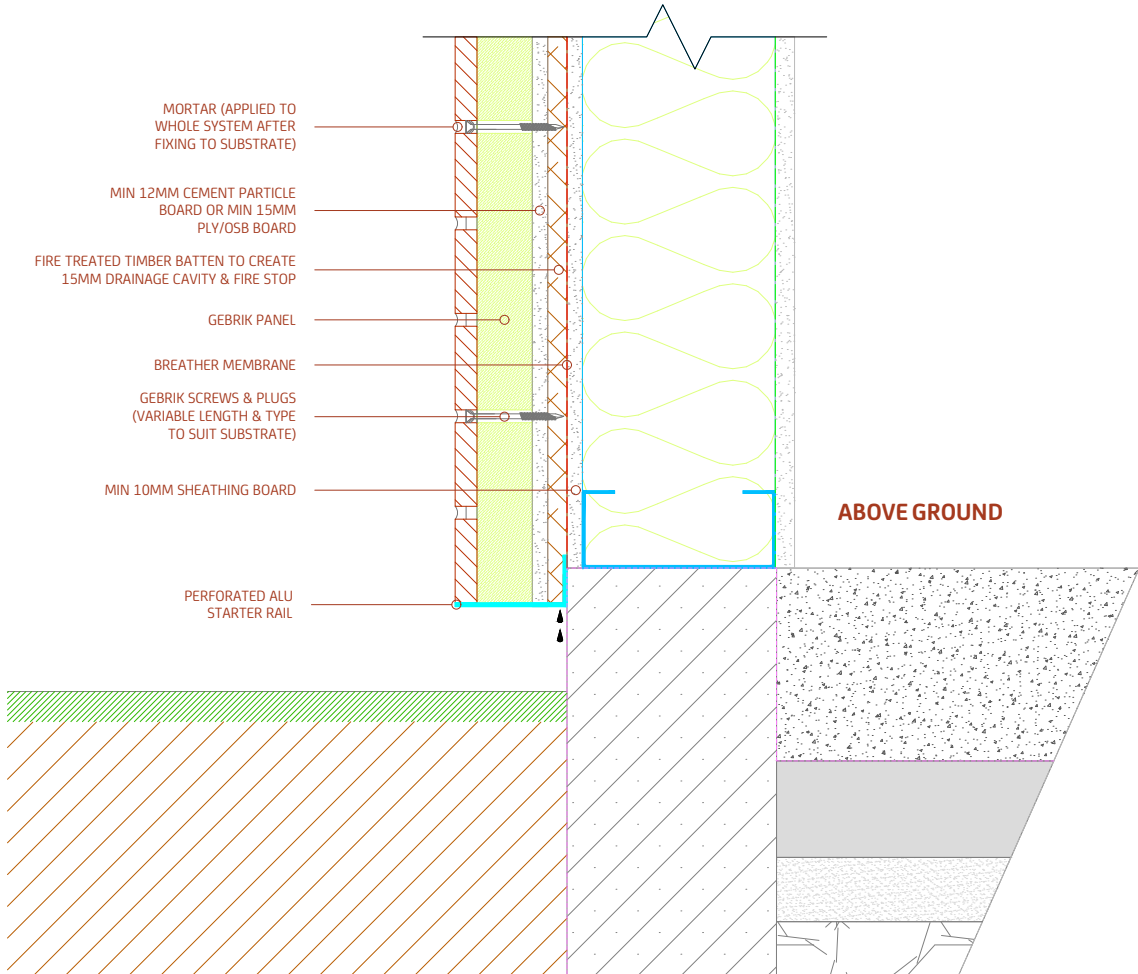 MORTAR (APPLIED TO
WHOLE SYSTEM AFTER
FIXING TO SUBSTRATE)
MIN 12MM CEMENT PARTICLE
BOARD OR MIN 15MM
PLY/OSB BOARD
FIRE TREATED TIMBER BATTEN TO CREATE
15MM DRAINAGE CAVITY & FIRE STOP
GEBRIK PANEL
BREATHER MEMBRANE
GEBRIK SCREWS & PLUGS
(VARIABLE LENGTH & TYPE
TO SUIT SUBSTRATE)
MIN 10MM SHEATHING BOARD
ABOVE GROUND
PERFORATED ALU
STARTER RAIL